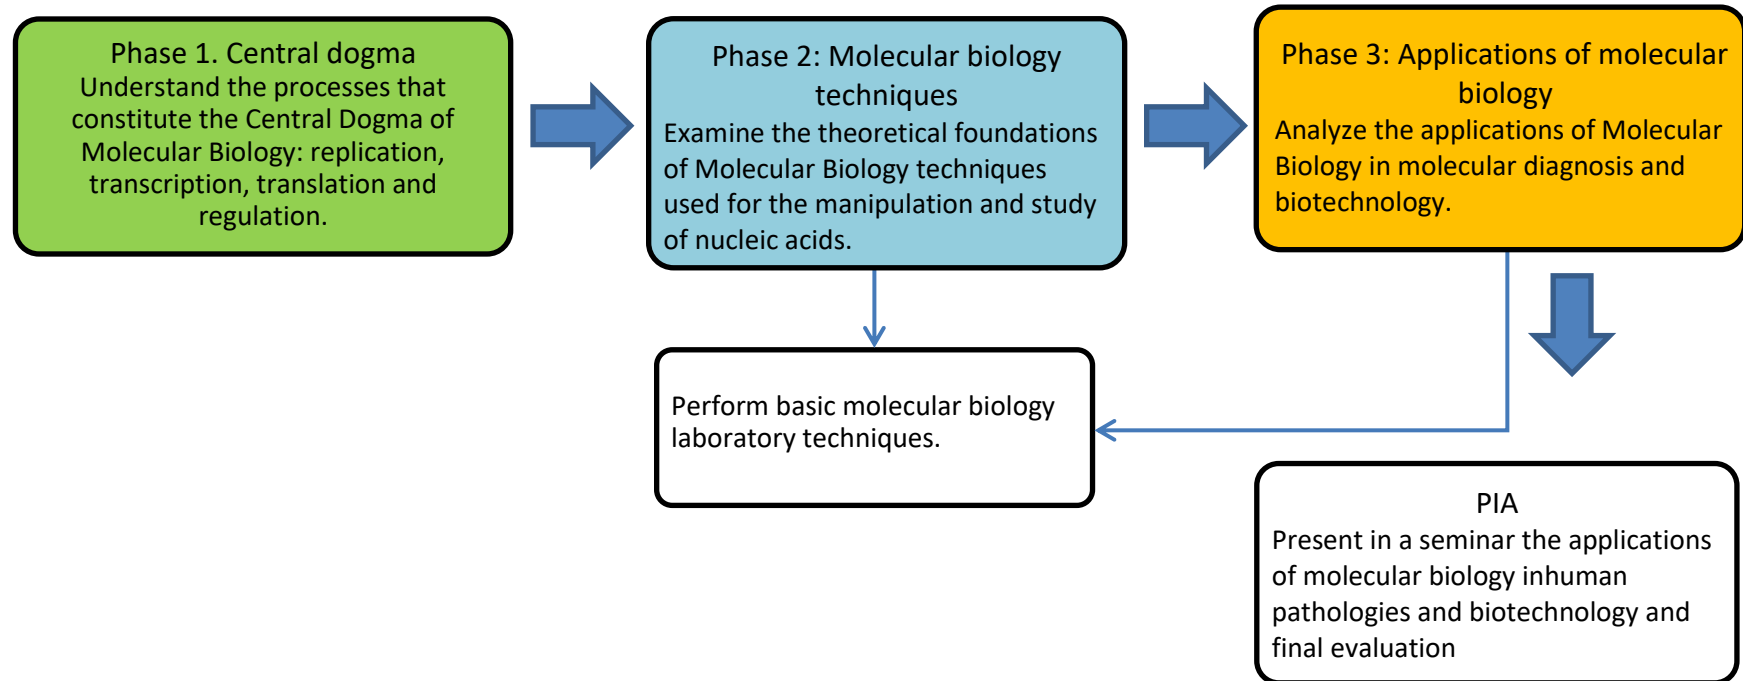 Phase 1. Central dogma
Understand the processes that
constitute the Central Dogma of
Molecular Biology: replication,
transcription, translation and
regulation.
Phase 2: Molecular biology
techniques
Examine the theoretical foundations
of Molecular Biology techniques
used for the manipulation and study
of nucleic acids.
Phase 3: Applications of molecular
biology
Analyze the applications of Molecular
Biology in molecular diagnosis and
biotechnology.
Perform basic molecular biology
laboratory techniques.
PIA
Present in a seminar the applications
of molecular biology inhuman
pathologies and biotechnology and
final evaluation